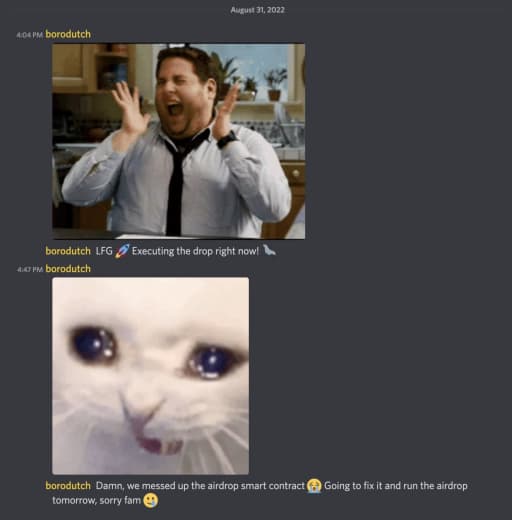 August 31, 2022
4:04 PM borodutch
borodutch LFG 🚀 Executing the drop right now! 🦭
4:47 PM borodutch
borodutch Damn, we messed up the airdrop smart contract 😭 Going to fix it and run the airdrop
tomorrow, sorry fam 🥲